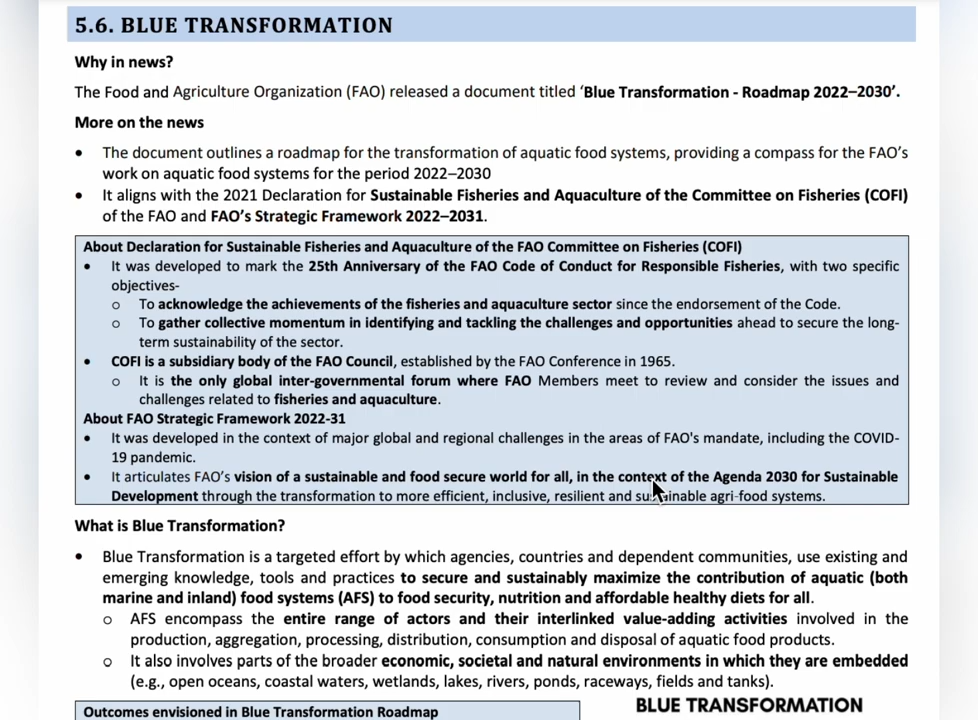 5.6. BLUE TRANSFORMATION
Why in news?
The Food and Agriculture Organization (FAO) released a document titled ‘Blue Transformation - Roadmap 2022–2030’.
More on the news
• The document outlines a roadmap for the transformation of aquatic food systems, providing a compass for the FAO’s
work on aquatic food systems for the period 2022–2030
• It aligns with the 2021 Declaration for Sustainable Fisheries and Aquaculture of the Committee on Fisheries (COFI)
of the FAO and FAO’s Strategic Framework 2022–2031.
About Declaration for Sustainable Fisheries and Aquaculture of the FAO Committee on Fisheries (COFI)
• It was developed to mark the 25th Anniversary of the FAO Code of Conduct for Responsible Fisheries, with two specific
objectives-
o To acknowledge the achievements of the fisheries and aquaculture sector since the endorsement of the Code.
o To gather collective momentum in identifying and tackling the challenges and opportunities ahead to secure the long-
term sustainability of the sector.
• COFI is a subsidiary body of the FAO Council, established by the FAO Conference in 1965.
o It is the only global inter-governmental forum where FAO Members meet to review and consider the issues and
challenges related to fisheries and aquaculture.
About FAO Strategic Framework 2022-31
• It was developed in the context of major global and regional challenges in the areas of FAO's mandate, including the COVID-
19 pandemic.
• It articulates FAO’s vision of a sustainable and food secure world for all, in the context of the Agenda 2030 for Sustainable
Development through the transformation to more efficient, inclusive, resilient and sustainable agri-food systems.
What is Blue Transformation?
• Blue Transformation is a targeted effort by which agencies, countries and dependent communities, use existing and
emerging knowledge, tools and practices to secure and sustainably maximize the contribution of aquatic (both
marine and inland) food systems (AFS) to food security, nutrition and affordable healthy diets for all.
o AFS encompass the entire range of actors and their interlinked value-adding activities involved in the
production, aggregation, processing, distribution, consumption and disposal of aquatic food products.
o It also involves parts of the broader economic, societal and natural environments in which they are embedded
(e.g., open oceans, coastal waters, wetlands, lakes, rivers, ponds, raceways, fields and tanks).
Outcomes envisioned in Blue Transformation Roadmap
BLUE TRANSFORMATION